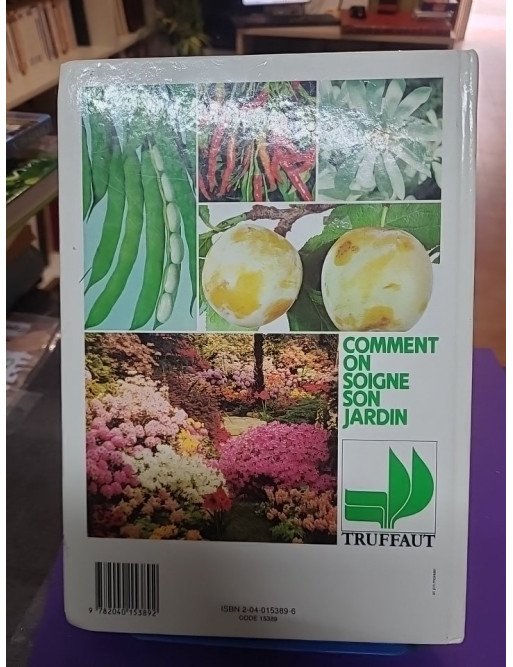 COMMENT
ON
SOIGNE
SON
JARDIN
TRUFFAUT
ISBN 2-04-015389-6
CODE 15389
9 782040 153892